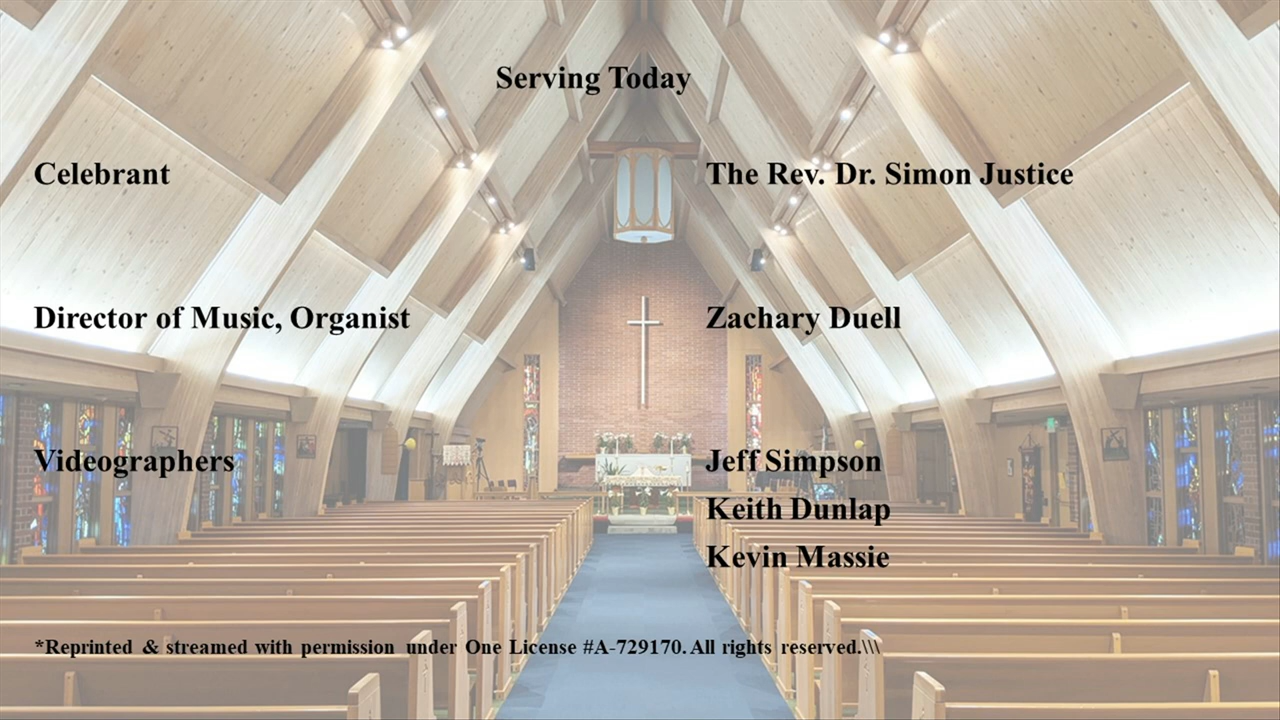 Serving Today
Celebrant The Rev. Dr. Simon Justice
Director of Music, Organist Zachary Duell
Videographers Jeff Simpson
Keith Dunlap
Kevin Massie
*Reprinted & streamed with permission under One License #A-729170. All rights reserved.\\\